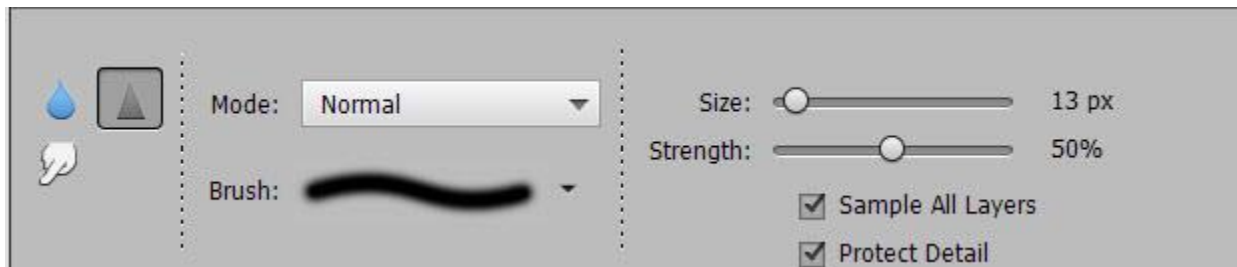 Mode: Normal
Size: 13 px
Strength: 50%
Brush:
Sample All Layers
Protect Detail